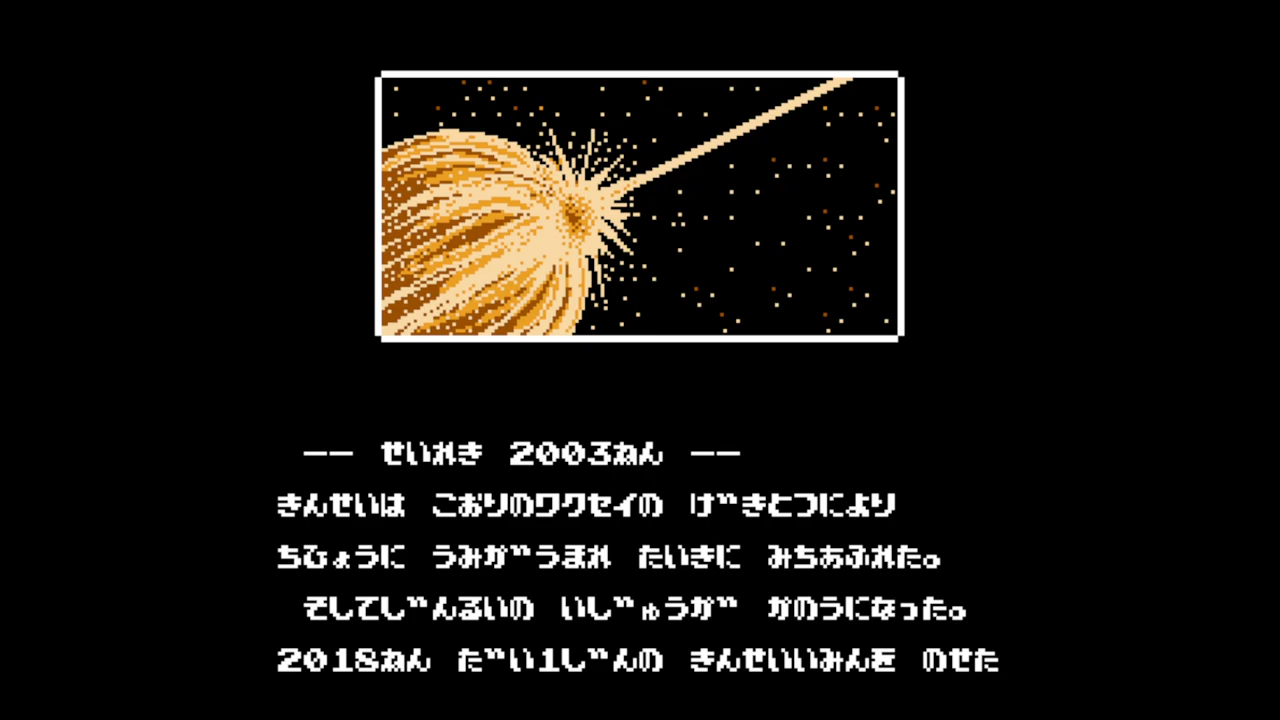 ── せいれき 2003ねん ──
きんせいは こおりのワクセイの げきとつにより
ちひょうに うみがうまれ たいきに みちあふれた。
そしてじんるいの いじゅうが かのうになった。
2018ねん だい1じんの きんせいいみんを のせた